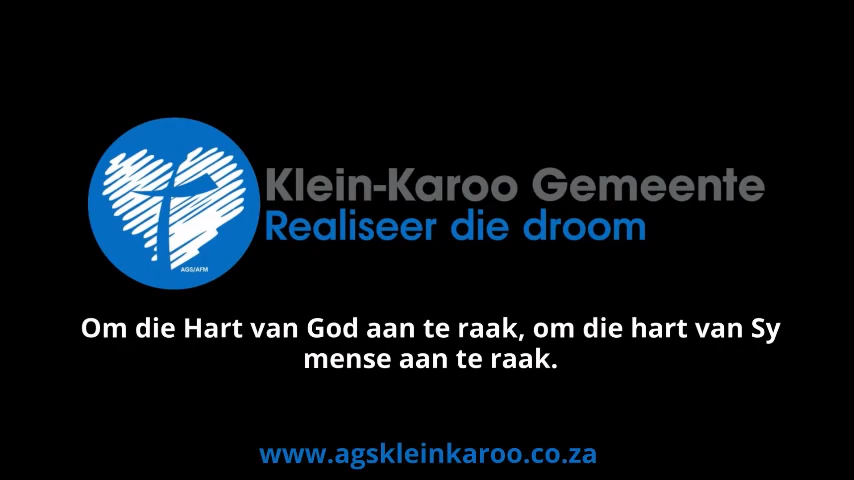 Klein-Karoo Gemeente
Realiseer die droom
AGS/AFM
Om die Hart van God aan te raak, om die hart van Sy
mense aan te raak.
www.agskleinkaroo.co.za